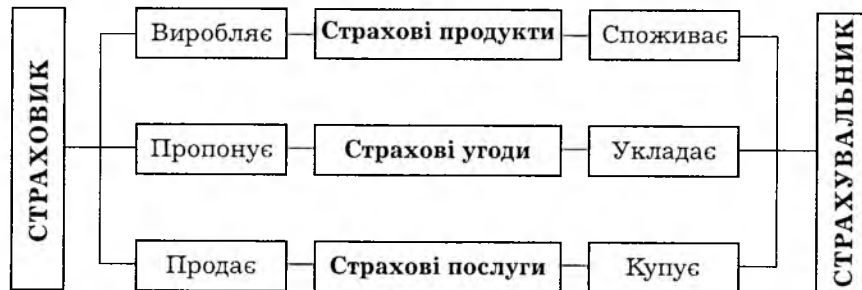 СТРАХОВИК
Виробляє
Страхові продукти
Споживає
Пропонує
Страхові угоди
Укладає
Продає
Страхові послуги
Купує
СТРАХУВАЛЬНИК